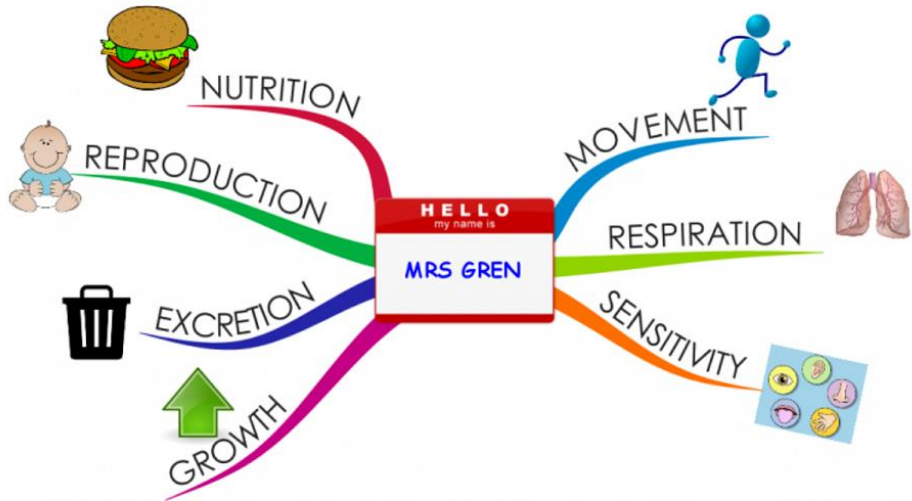 HELLO
my name is
MRS GREN
MOVEMENT
RESPIRATION
SENSITIVITY
GROWTH
EXCRETION
REPRODUCTION
NUTRITION